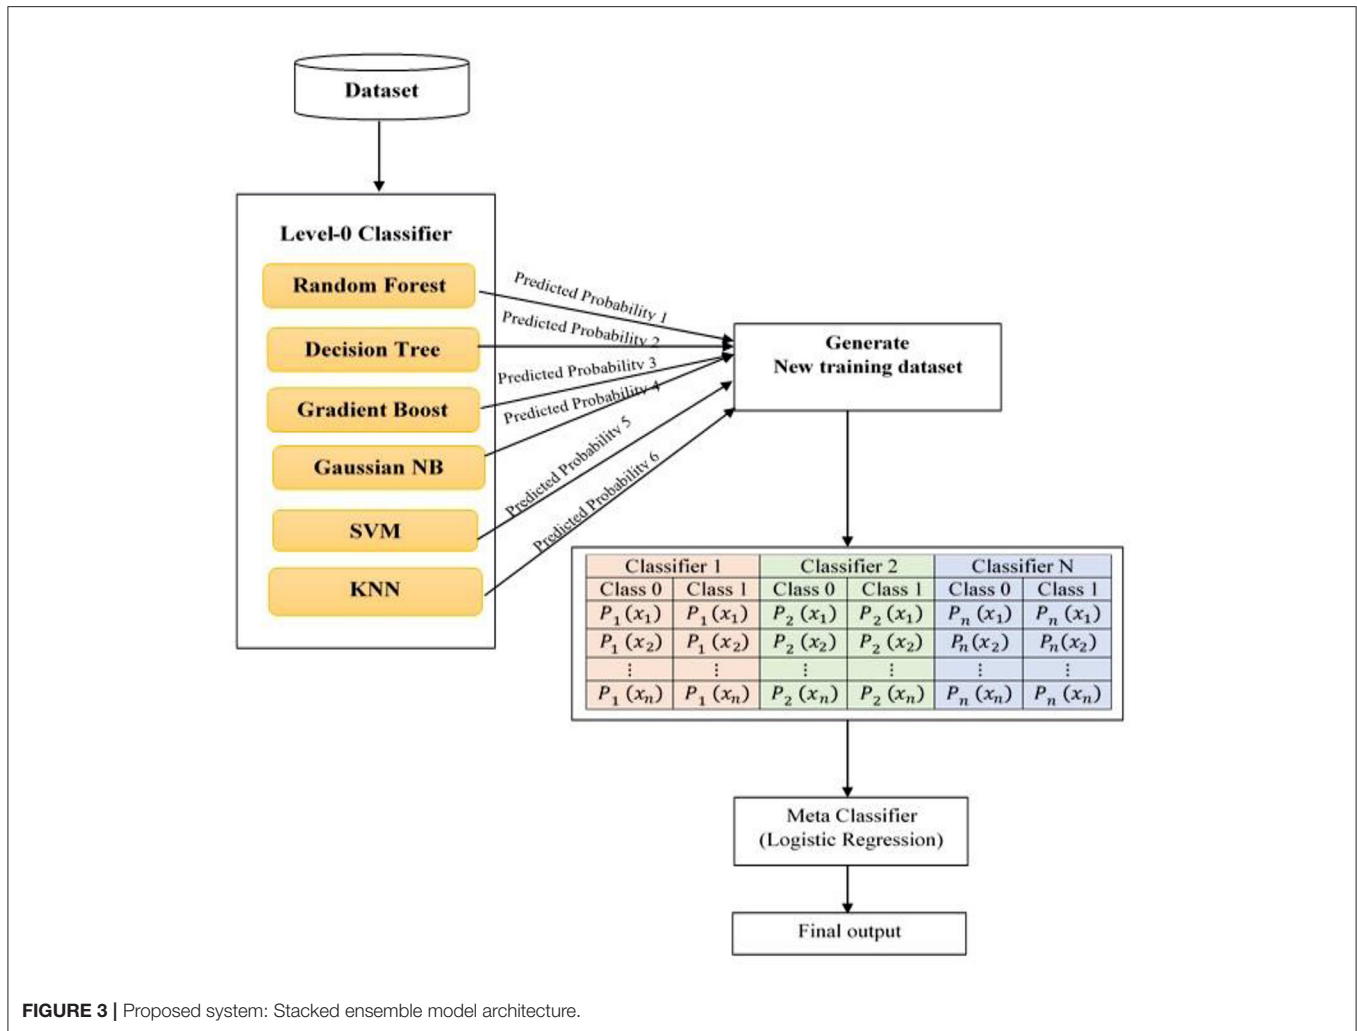 Dataset
Level-0 Classifier
Random Forest
Decision Tree
Gradient Boost
Gaussian NB
SVM
KNN
Predicted Probability 1
Predicted Probability 2
Predicted Probability 3
Predicted Probability 4
Predicted Probability 5
Predicted Probability 6
Generate
New training dataset
Classifier 1 Classifier 2 Classifier N
Class 0 Class 1 Class 0 Class 1 Class 0 Class 1
P₁(x₁) P₁(x₁) P₂(x₁) P₂(x₁) Pₙ(x₁) Pₙ(x₁)
P₁(x₂) P₁(x₂) P₂(x₂) P₂(x₂) Pₙ(x₂) Pₙ(x₂)
⋮ ⋮ ⋮ ⋮ ⋮ ⋮
P₁(xₙ) P₁(xₙ) P₂(xₙ) P₂(xₙ) Pₙ(xₙ) Pₙ(xₙ)
Meta Classifier
(Logistic Regression)
Final output
FIGURE 3 | Proposed system: Stacked ensemble model architecture.